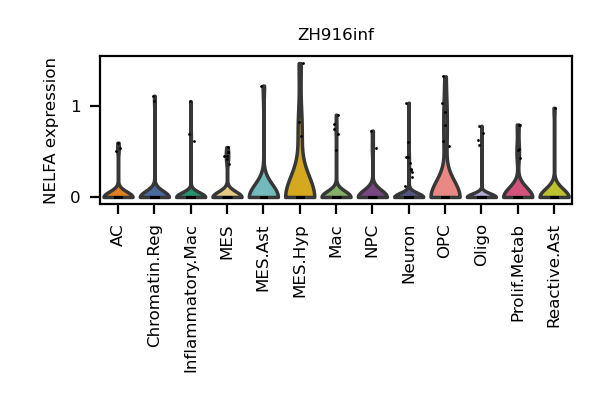 ZH916inf
NELFA expression
1
0
AC
Chromatin.Reg
Inflammatory.Mac
MES
MES.Ast
MES.Hyp
Mac
NPC
Neuron
OPC
Oligo
Prolif.Metab
Reactive.Ast